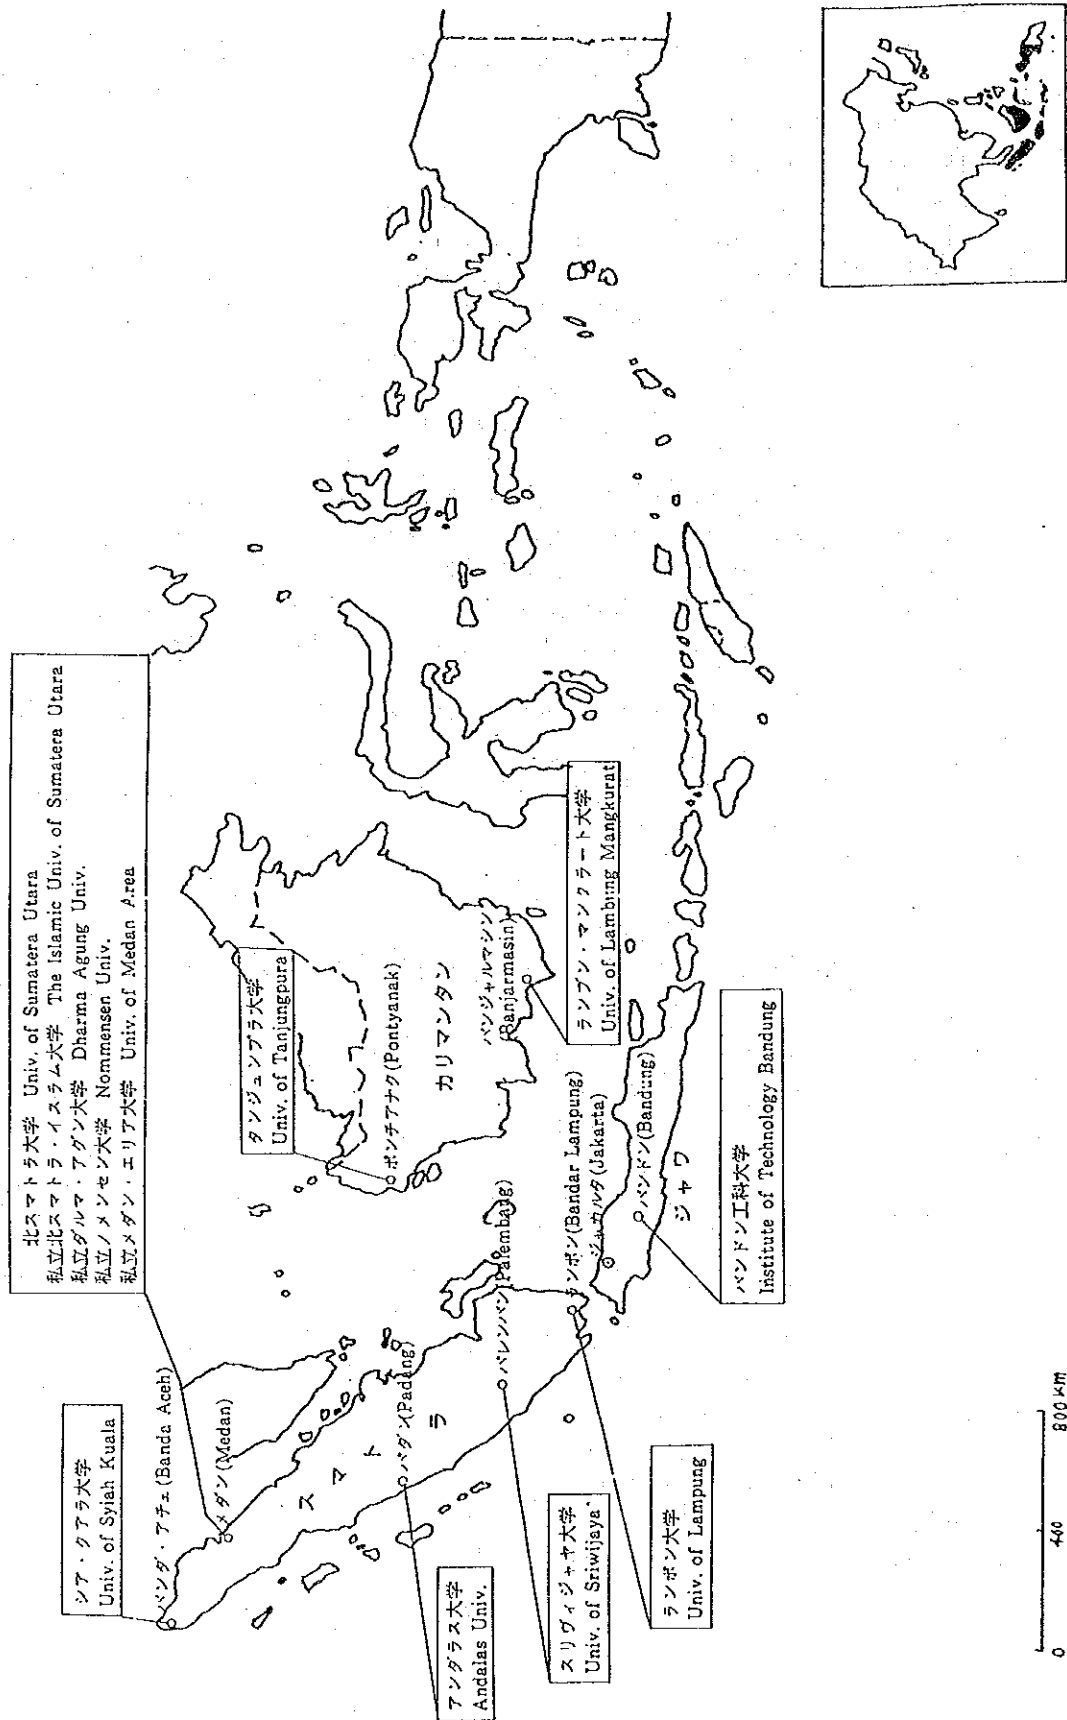 北スマトラ大学 Univ. of Sumatera Utara
私立北スマトラ・イスラム大学 The Islamic Univ. of Sumatera Utara
私立ダルマ・アグン大学 Dharma Agung Univ.
私立ノメンセン大学 Nommensen Univ.
私立メダン・エリア大学 Univ. of Medan Area
シア・クアラ大学
Univ. of Syiah Kuala
バンダ・アチェ(Banda Aceh)
メダン(Medan)
スマトラ
パダン(Padang)
アンダラス大学
Andalas Univ.
パレンバン(Palembang)
スリヴィジャヤ大学
Univ. of Sriwijaya
ランポン(Bandar Lampung)
ランポン大学
Univ. of Lampung
タンジュンプラ大学
Univ. of Tanjungpura
ポンチアナク(Pontyanak)
カリマンタン
バンジャルマシン
(Banjarmasin)
ランブン・マンクラート大学
Univ. of Lambung Mangkurat
ジャカルタ(Jakarta)
バンドン(Bandung)
ジャワ
バンドン工科大学
Institute of Technology Bandung
0 440 800 km